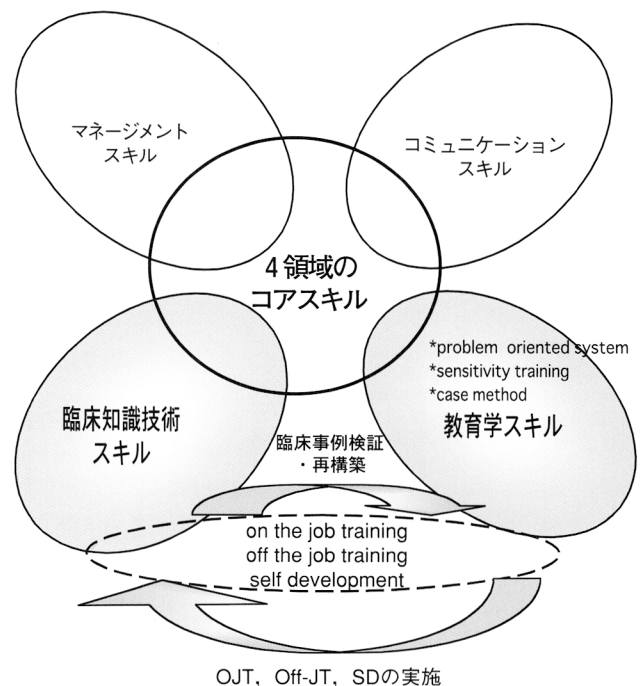 マネージメント
スキル
コミュニケーション
スキル
4領域の
コアスキル
*problem oriented system
*sensitivity training
*case method
教育学スキル
臨床知識技術
スキル
臨床事例検証
・再構築
on the job training
off the job training
self development
OJT，Off-JT，SDの実施